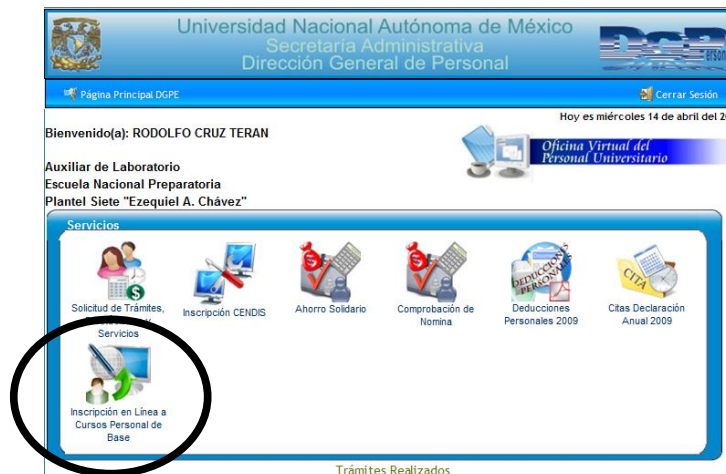 Universidad Nacional Autónoma de México
Secretaría Administrativa
Dirección General de Personal
Página Principal DGPE
Cerrar Sesión
Hoy es miércoles 14 de abril del
Bienvenido(a): RODOLFO CRUZ TERAN
Oficina Virtual del
Personal Universitario
Auxiliar de Laboratorio
Escuela Nacional Preparatoria
Plantel Siete "Ezequiel A. Chávez"
Servicios
Solicitud de Trámites,
Servicios
Inscripción CENDIS
Ahorro Solidario
Comprobación de
Nomina
DEDUCCIONES
PERSONALES
Deducciones
Personales 2009
CITA
Citas Declaración
Anual 2009
Inscripción en Línea a
Cursos Personal de
Base
Trámites Realizados